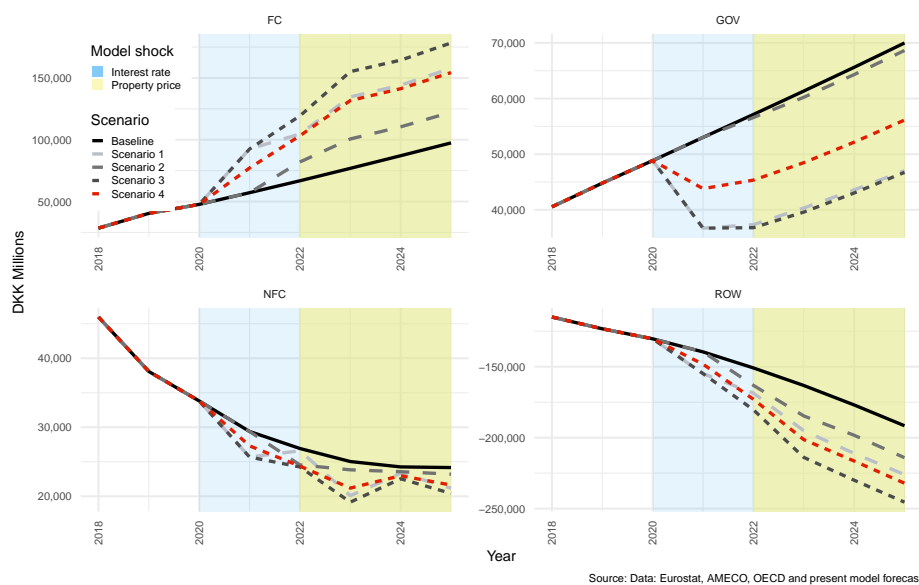 FC
GOV
Model shock
Interest rate
Property price
Scenario
Baseline
Scenario 1
Scenario 2
Scenario 3
Scenario 4
150,000
100,000
50,000
2018
2020
2022
2024
70,000
60,000
50,000
40,000
2018
2020
2022
2024
DKK Millions
NFC
ROW
40,000
30,000
20,000
2018
2020
2022
2024
−150,000
−200,000
−250,000
2018
2020
2022
2024
Year
Source: Data: Eurostat, AMECO, OECD and present model forecas